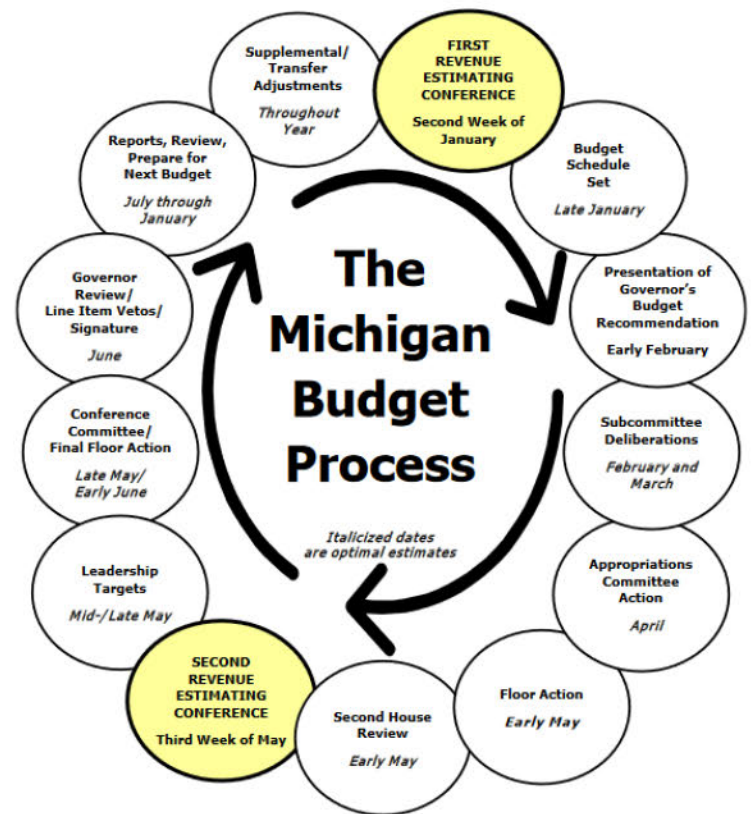 The
Michigan
Budget
Process
Italicized dates
are optimal estimates
FIRST
REVENUE
ESTIMATING
CONFERENCE
Second Week of
January
Budget
Schedule
Set
Late January
Presentation of
Governor's
Budget
Recommendation
Early February
Subcommittee
Deliberations
February and
March
Appropriations
Committee
Action
April
Floor Action
Early May
Second House
Review
Early May
SECOND
REVENUE
ESTIMATING
CONFERENCE
Third Week of May
Leadership
Targets
Mid-/Late May
Conference
Committee/
Final Floor Action
Late May/
Early June
Governor
Review/
Line Item Vetos/
Signature
June
Reports, Review,
Prepare for
Next Budget
July through
January
Supplemental/
Transfer
Adjustments
Throughout
Year